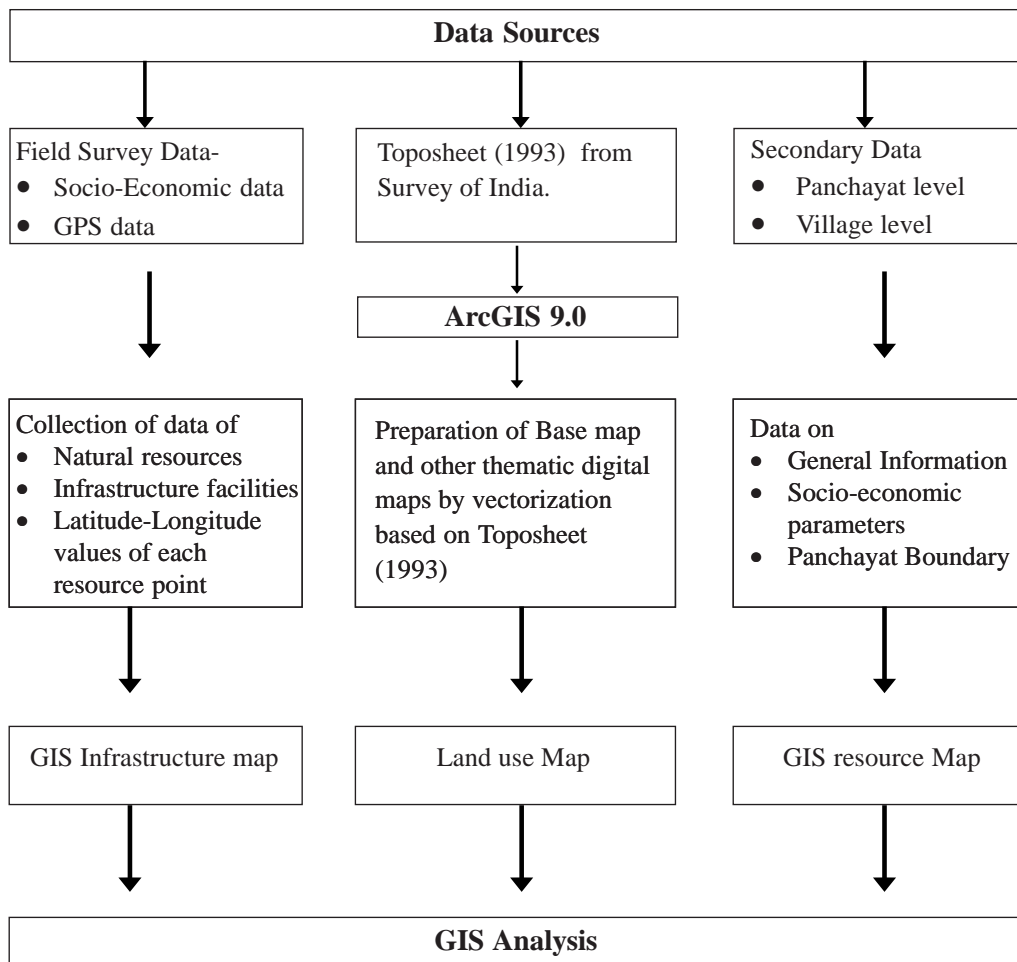 Data Sources
Field Survey Data-
● Socio-Economic data
● GPS data
Toposheet (1993) from
Survey of India.
Secondary Data
● Panchayat level
● Village level
ArcGIS 9.0
Collection of data of
● Natural resources
● Infrastructure facilities
● Latitude-Longitude
values of each
resource point
Preparation of Base map
and other thematic digital
maps by vectorization
based on Toposheet
(1993)
Data on
● General Information
● Socio-economic
parameters
● Panchayat Boundary
GIS Infrastructure map
Land use Map
GIS resource Map
GIS Analysis